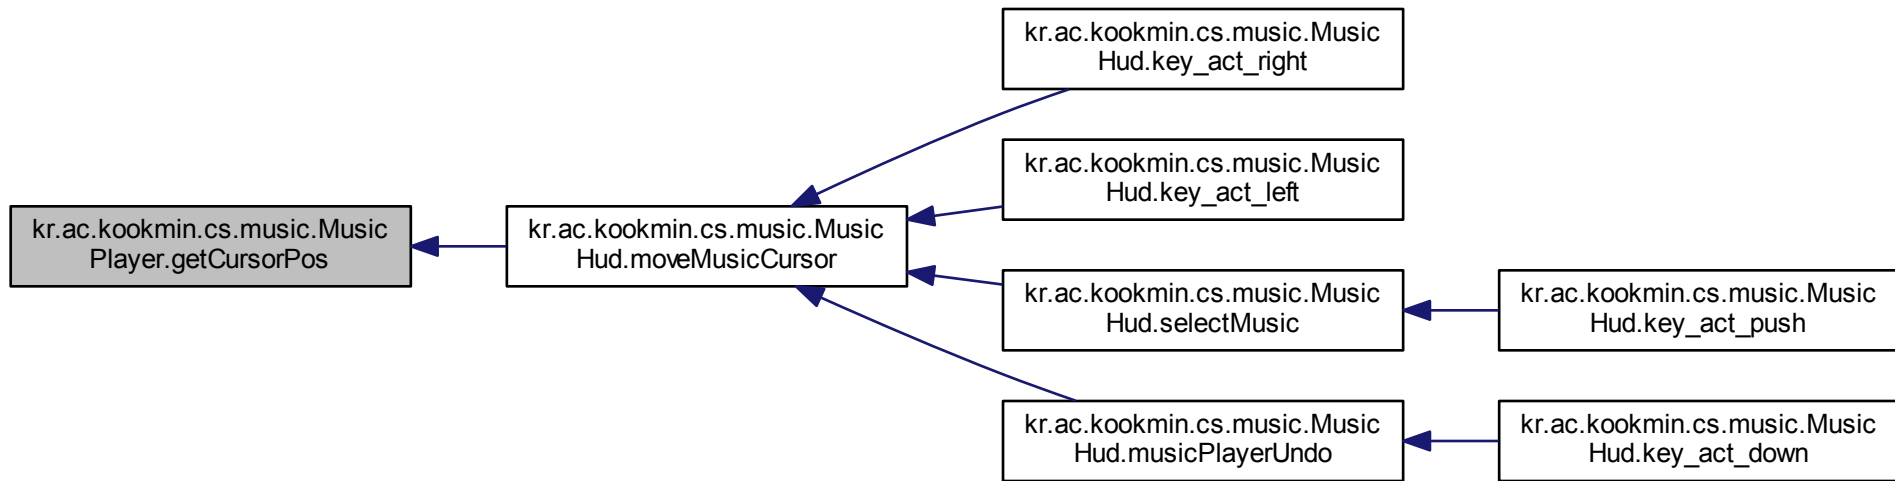 kr.ac.kookmin.cs.music.Music
Player.getCursorPos
kr.ac.kookmin.cs.music.Music
Hud.moveMusicCursor
kr.ac.kookmin.cs.music.Music
Hud.key_act_right
kr.ac.kookmin.cs.music.Music
Hud.key_act_left
kr.ac.kookmin.cs.music.Music
Hud.selectMusic
kr.ac.kookmin.cs.music.Music
Hud.key_act_push
kr.ac.kookmin.cs.music.Music
Hud.musicPlayerUndo
kr.ac.kookmin.cs.music.Music
Hud.key_act_down